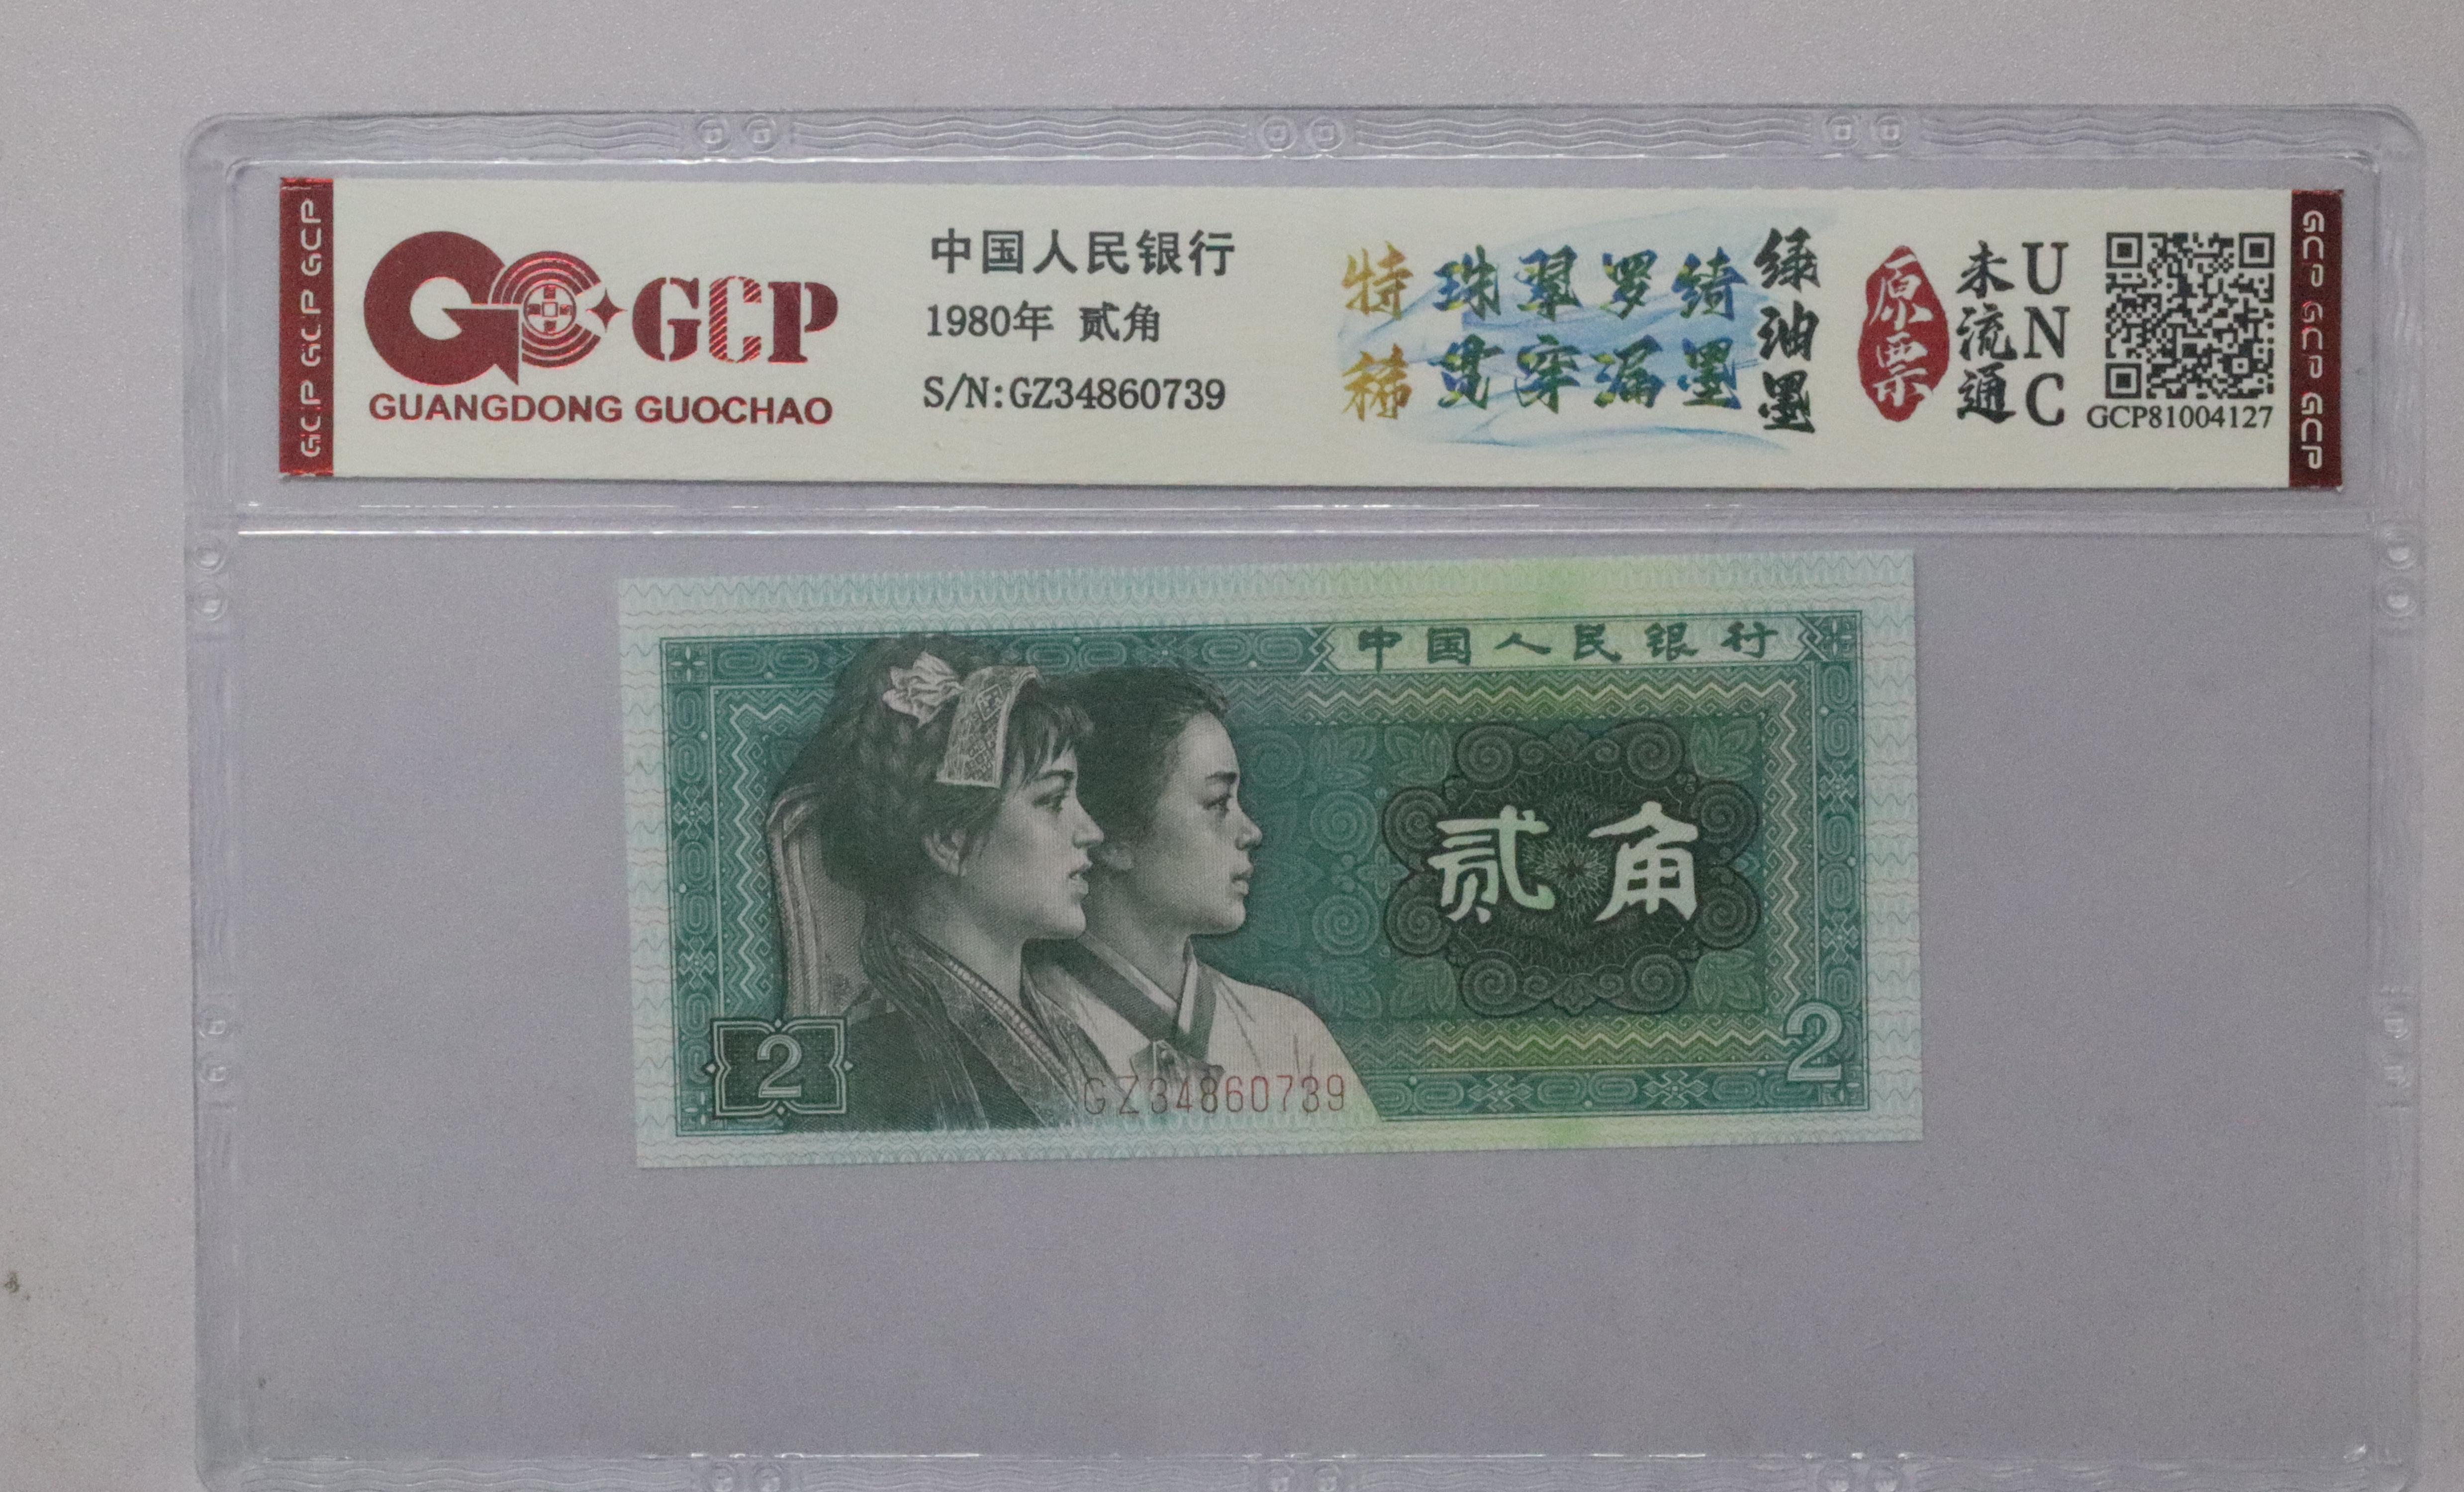 GCP GCP GCP
GCP
GUANGDONG GUOCHAO
中国人民银行
1980年 贰角
S/N:GZ34860739
特稀
珠翠罗绮
贯穿漏墨
绿油墨
原票
未流通
UNC
GCP81004127
GCP GCP GCP
中国人民银行
贰角
2
2
GZ34860739